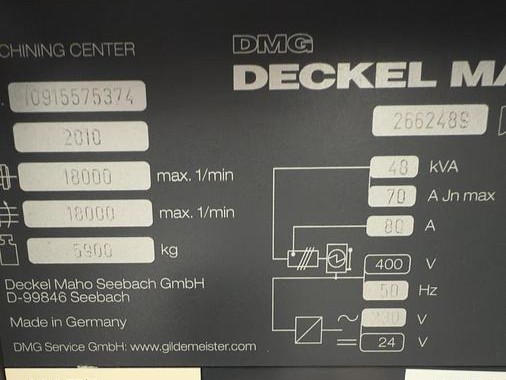 CHINING CENTER
DMG
DECKEL MA
10915575374
2662489
2010
18000 max. 1/min
18000 max. 1/min
5900 kg
48 kVA
70 A Jn max
80 A
400 V
50 Hz
230 V
24 V
Deckel Maho Seebach GmbH
D-99846 Seebach
Made in Germany
DMG Service GmbH: www.gildemeister.com